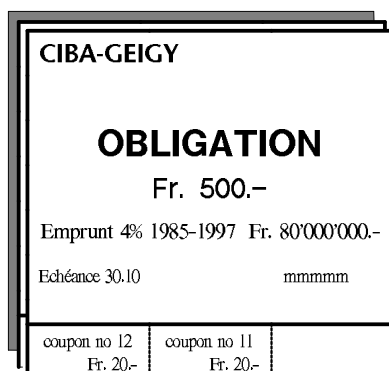 CIBA-GEIGY
OBLIGATION
Fr. 500.–
Emprunt 4% 1985-1997 Fr. 80'000'000.-
Echéance 30.10 mmmmm
coupon no 12 coupon no 11
Fr. 20.- Fr. 20.-